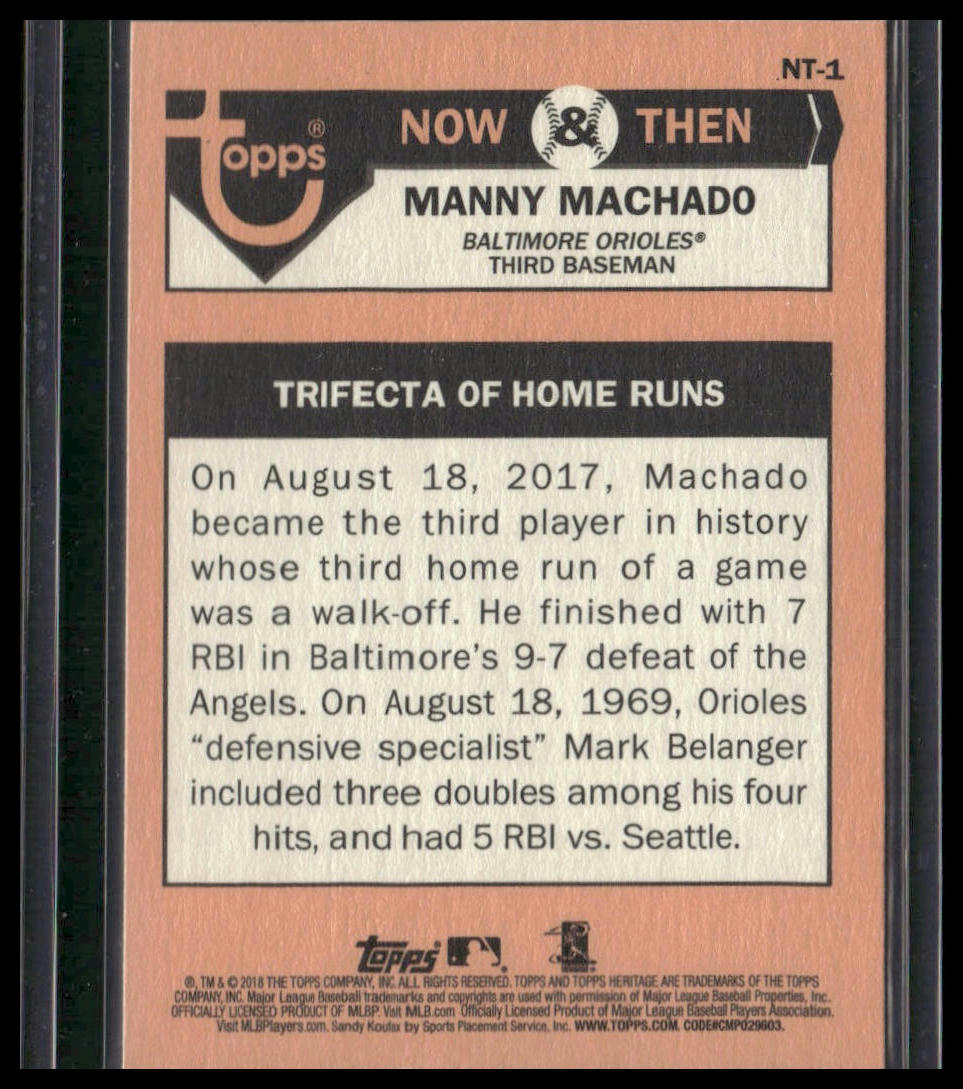 NT-1
Topps®
NOW & THEN
MANNY MACHADO
BALTIMORE ORIOLES®
THIRD BASEMAN
TRIFECTA OF HOME RUNS
On August 18, 2017, Machado
became the third player in history
whose third home run of a game
was a walk-off. He finished with 7
RBI in Baltimore's 9-7 defeat of the
Angels. On August 18, 1969, Orioles
“defensive specialist” Mark Belanger
included three doubles among his four
hits, and had 5 RBI vs. Seattle.
Topps
®, TM & © 2018 THE TOPPS COMPANY, INC. ALL RIGHTS RESERVED. TOPPS AND TOPPS HERITAGE ARE TRADEMARKS OF THE TOPPS
COMPANY, INC. Major League Baseball trademarks and copyrights are used with permission of Major League Baseball Properties, Inc.
OFFICIALLY LICENSED PRODUCT OF MLBP. Visit MLB.com Officially Licensed Product of Major League Baseball Players Association.
Visit MLBPlayers.com. Sandy Koufax by Sports Placement Service, Inc. WWW.TOPPS.COM. CODE#CMP029603.